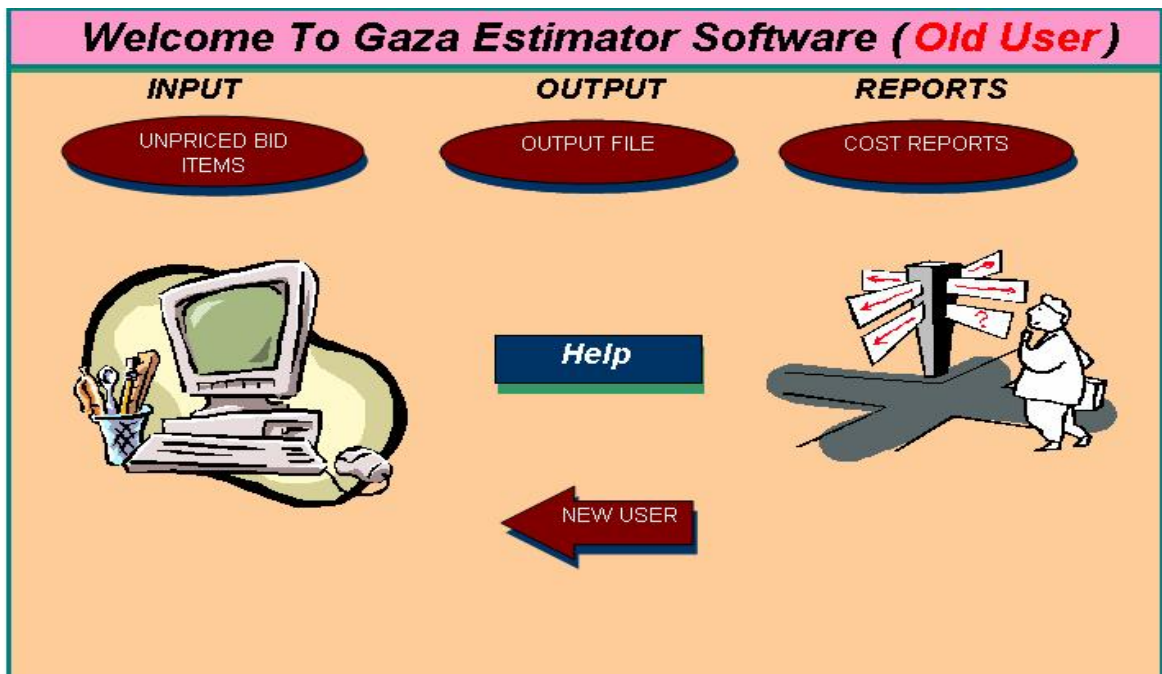 Welcome To Gaza Estimator Software ( Old User )
INPUT
OUTPUT
REPORTS
UNPRICED BID
ITEMS
OUTPUT FILE
COST REPORTS
?
Help
NEW USER